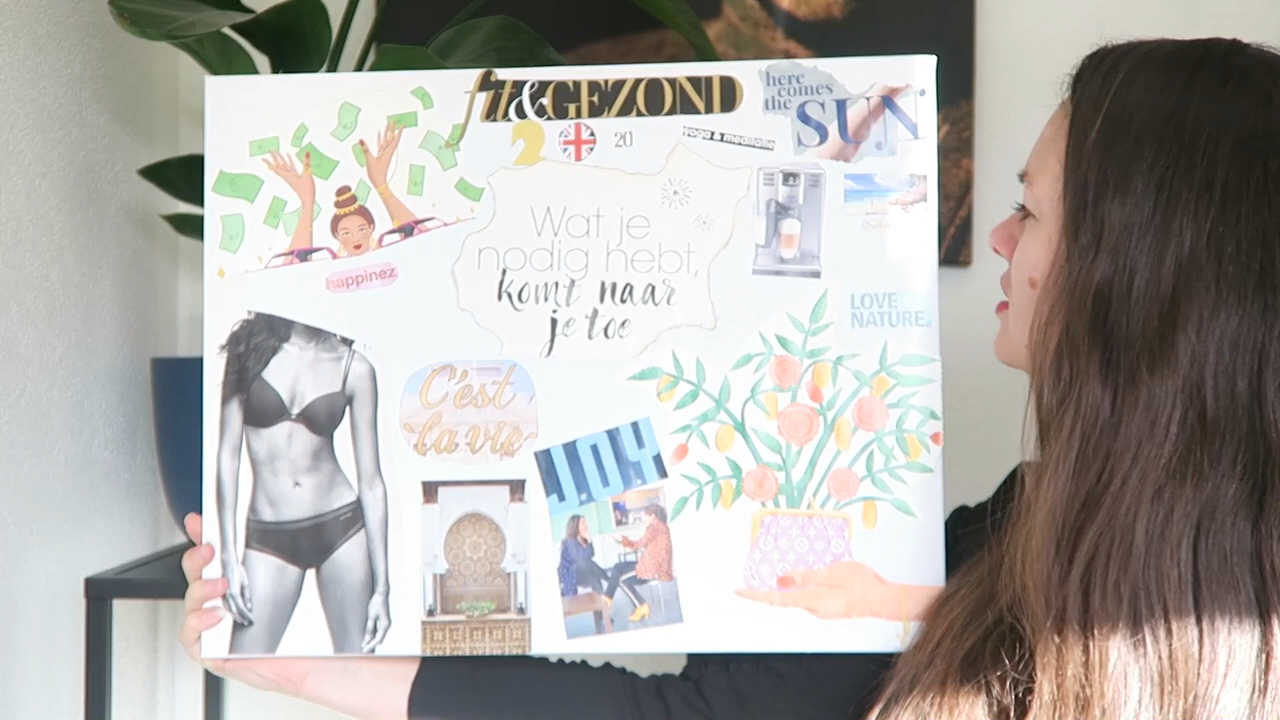 fit&GEZOND
here
comes
the SUN
2
20
yoga & meditatie
Wat je
nodig hebt,
komt naar
je toe
happinez
LOVE
NATURE.
C'est
la vie
J.O.Y